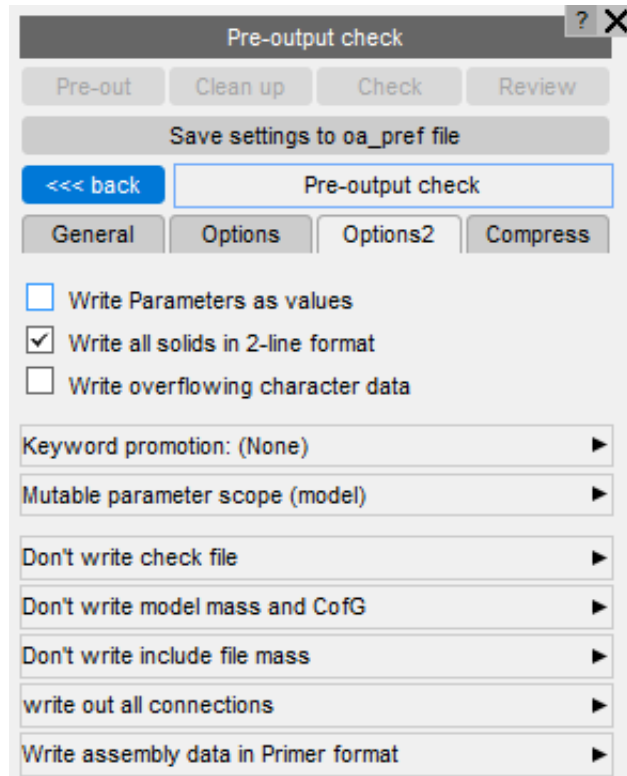 ? X
Pre-output check
Pre-out Clean up Check Review
Save settings to oa_pref file
<<< back Pre-output check
General Options Options2 Compress
Write Parameters as values
Write all solids in 2-line format
Write overflowing character data
Keyword promotion: (None)
Mutable parameter scope (model)
Don't write check file
Don't write model mass and CofG
Don't write include file mass
write out all connections
Write assembly data in Primer format